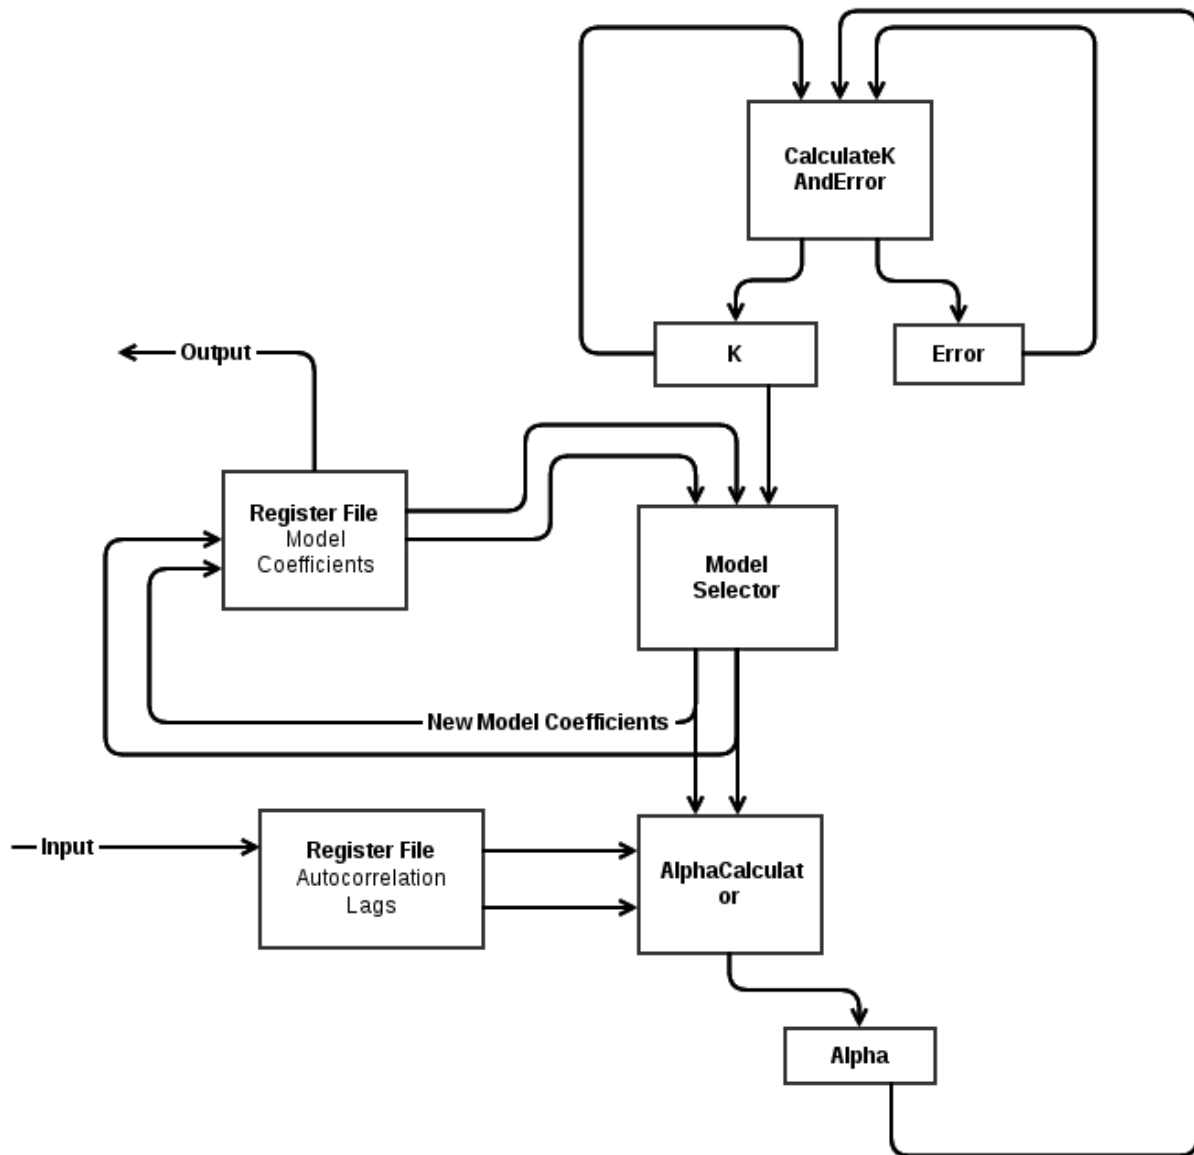 CalculateK
AndError
K
Error
Output
Register File
Model
Coefficients
Model
Selector
New Model Coefficients
Input
Register File
Autocorrelation
Lags
AlphaCalculat
or
Alpha